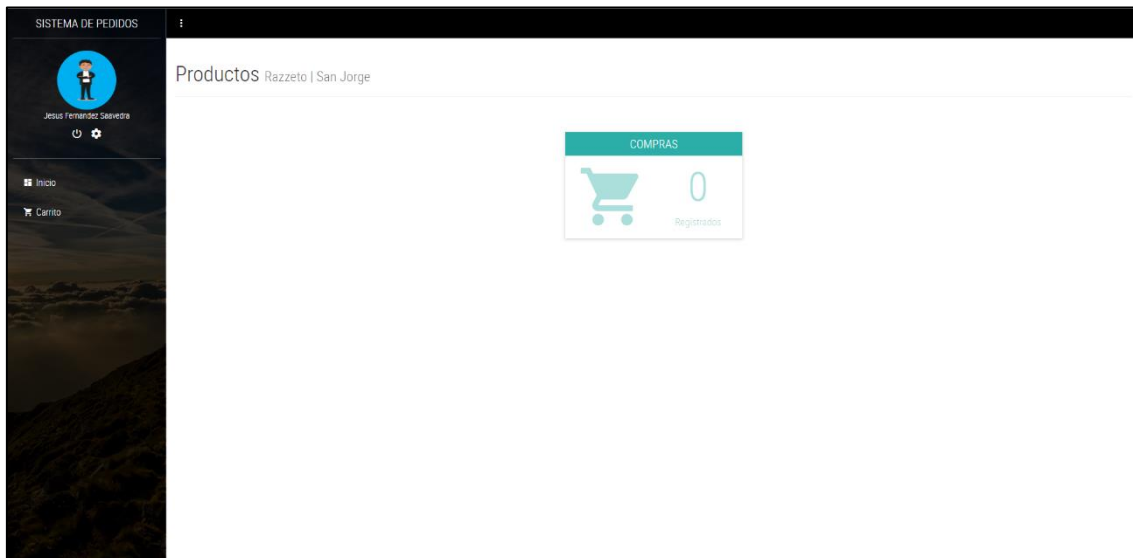 SISTEMA DE PEDIDOS
Jesus Fernandez Saavedra
Inicio
Carrito
Productos Razzeto | San Jorge
COMPRAS
0
Registrados